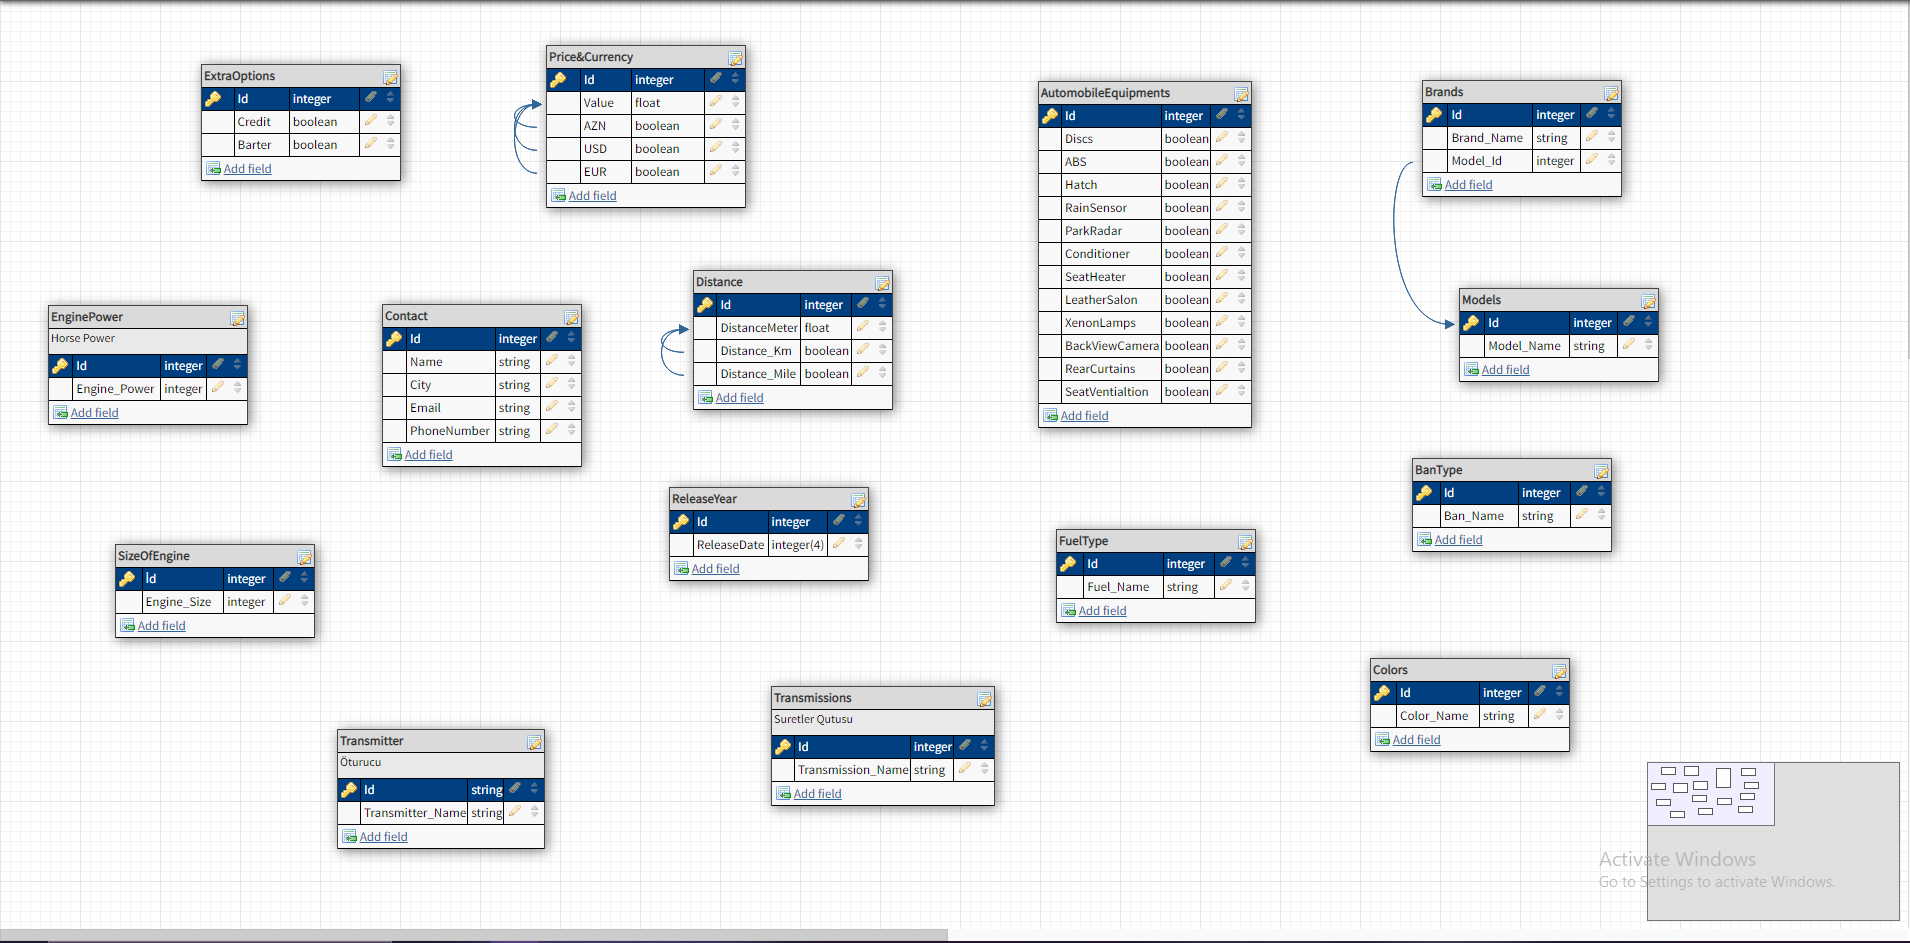 ExtraOptions
Id integer
Credit boolean
Barter boolean
Add field
Price&Currency
Id integer
Value float
AZN boolean
USD boolean
EUR boolean
Add field
AutomobileEquipments
Id integer
Discs boolean
ABS boolean
Hatch boolean
RainSensor boolean
ParkRadar boolean
Conditioner boolean
SeatHeater boolean
LeatherSalon boolean
XenonLamps boolean
BackViewCamera boolean
RearCurtains boolean
SeatVentialtion boolean
Add field
Brands
Id integer
Brand_Name string
Model_Id integer
Add field
EnginePower
Horse Power
Id integer
Engine_Power integer
Add field
Contact
Id integer
Name string
City string
Email string
PhoneNumber string
Add field
Distance
Id integer
DistanceMeter float
Distance_Km boolean
Distance_Mile boolean
Add field
Models
Id integer
Model_Name string
Add field
ReleaseYear
Id integer
ReleaseDate integer(4)
Add field
BanType
Id integer
Ban_Name string
Add field
SizeOfEngine
Id integer
Engine_Size integer
Add field
FuelType
Id integer
Fuel_Name string
Add field
Transmissions
Suretler Qutusu
Id integer
Transmission_Name string
Add field
Colors
Id integer
Color_Name string
Add field
Transmitter
Öturucu
Id string
Transmitter_Name string
Add field
Activate Windows
Go to Settings to activate Windows.